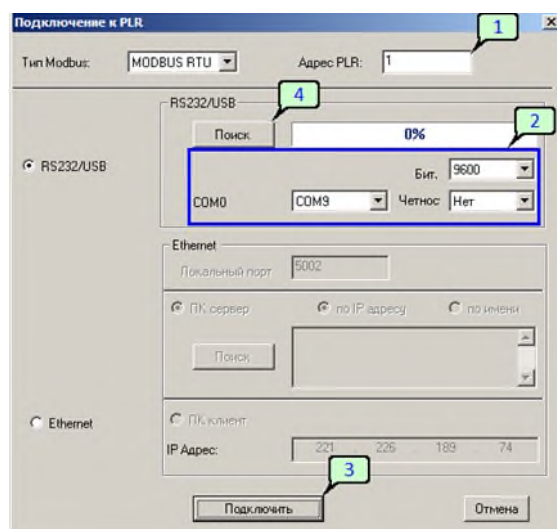 Подключение к PLR
1
Тип Modbus: MODBUS RTU Адрес PLR: 1
RS232/USB 4
2
Поиск 0%
RS232/USB
Бит. 9600
COM0 COM9 Четнос Нет
Ethernet
Локальный порт 5002
ПК сервер по IP адресу по имени
Поиск
Ethernet
ПК клиент
IP Адрес: 221 . 226 . 189 . 74
3
Подключить Отмена